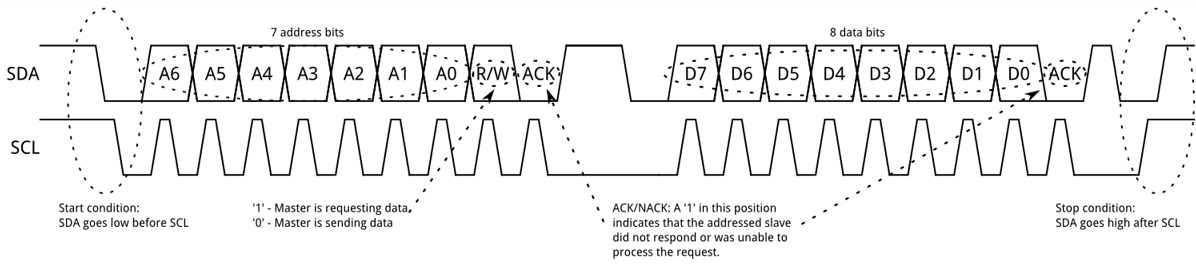 7 address bits
8 data bits
SDA A6 A5 A4 A3 A2 A1 A0 R/W ACK D7 D6 D5 D4 D3 D2 D1 D0 ACK
SCL
Start condition:
SDA goes low before SCL
'1' - Master is requesting data,
'0' - Master is sending data
ACK/NACK: A '1' in this position
indicates that the addressed slave
did not respond or was unable to
process the request.
Stop condition:
SDA goes high after SCL